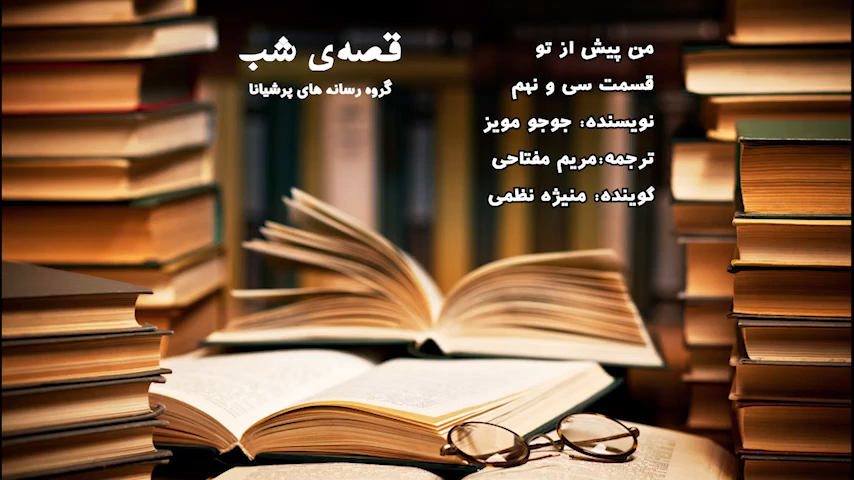 من پیش از تو
قسمت سی و نهم
نویسنده: جوجو مویز
ترجمه:مریم مفتاحی
گوینده: منیژه نظمی
قصه‌ی شب
گروه رسانه های پرشیانا